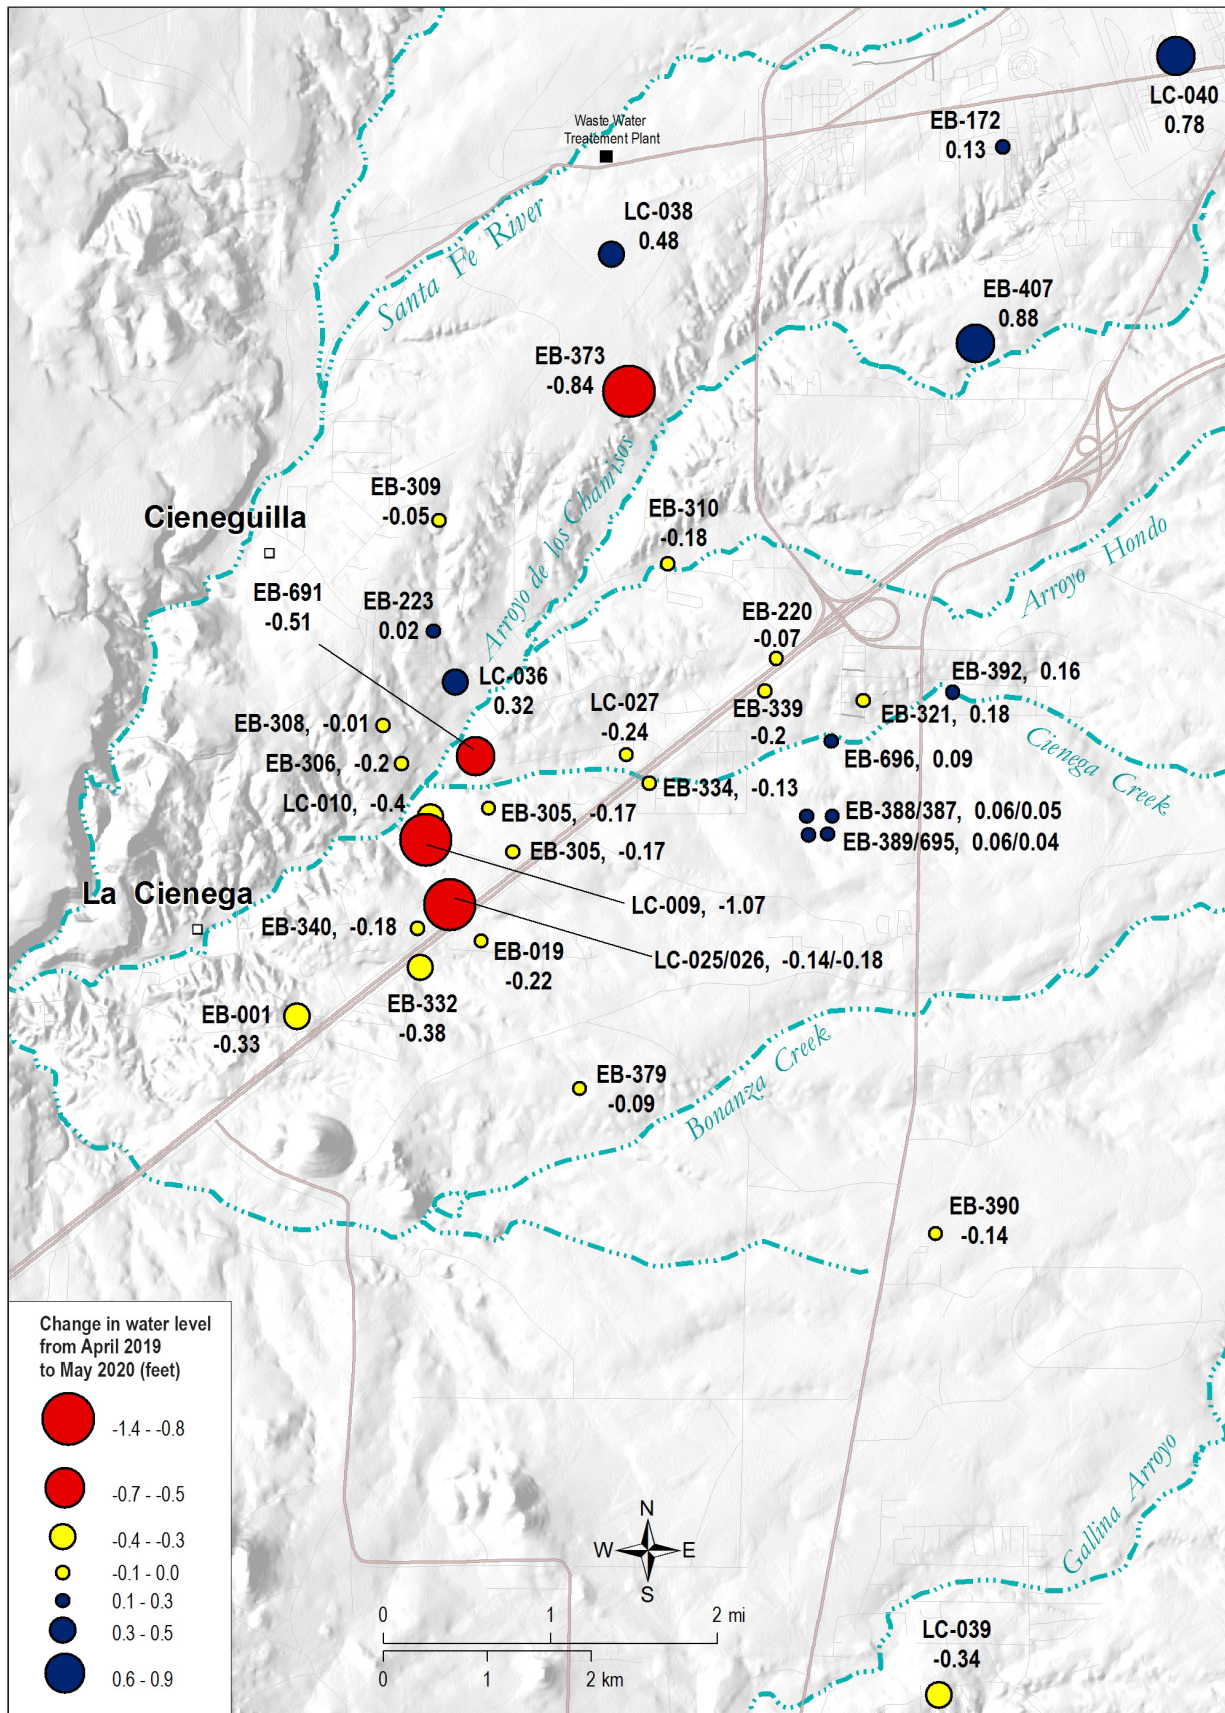 LC-040
0.78
EB-172
0.13
Waste Water
Treatement Plant
LC-038
0.48
Santa Fe River
EB-407
0.88
EB-373
-0.84
Arroyo de los Chamisos
EB-309
-0.05
Cieneguilla
EB-310
-0.18
Arroyo Hondo
EB-691
-0.51
EB-223
0.02
EB-220
-0.07
LC-036
0.32
EB-392, 0.16
LC-027
-0.24
EB-339
-0.2
EB-321, 0.18
EB-308, -0.01
EB-696, 0.09
Cienega Creek
EB-306, -0.2
EB-334, -0.13
LC-010, -0.4
EB-305, -0.17
EB-388/387, 0.06/0.05
EB-389/695, 0.06/0.04
EB-305, -0.17
La Cienega
LC-009, -1.07
EB-340, -0.18
EB-019
-0.22
LC-025/026, -0.14/-0.18
EB-332
-0.38
EB-001
-0.33
EB-379
-0.09
Bonanza Creek
EB-390
-0.14
Change in water level
from April 2019
to May 2020 (feet)
-1.4 - -0.8
-0.7 - -0.5
-0.4 - -0.3
-0.1 - 0.0
0.1 - 0.3
0.3 - 0.5
0.6 - 0.9
Gallina Arroyo
N
W E
S
0 1 2 mi
0 1 2 km
LC-039
-0.34